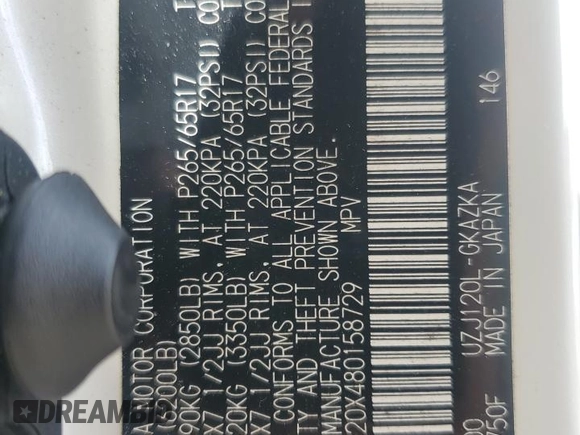 MOTOR CORPORATION
00LB)
90KG (2850LB) WITH P265/65R17
X7 1/2JJ RIMS, AT 220KPA (32PSI) CO
20KG (3350LB) WITH P265/65R17
X7 1/2JJ RIMS, AT 220KPA (32PSI) CO
CONFORMS TO ALL APPLICABLE FEDERAL
TY AND THEFT PREVENTION STANDARDS
MANUFACTURE SHOWN ABOVE.
20X480158729 MPV
UZJ120L-GKAZKA 146
50F MADE IN JAPAN
DREAMBID